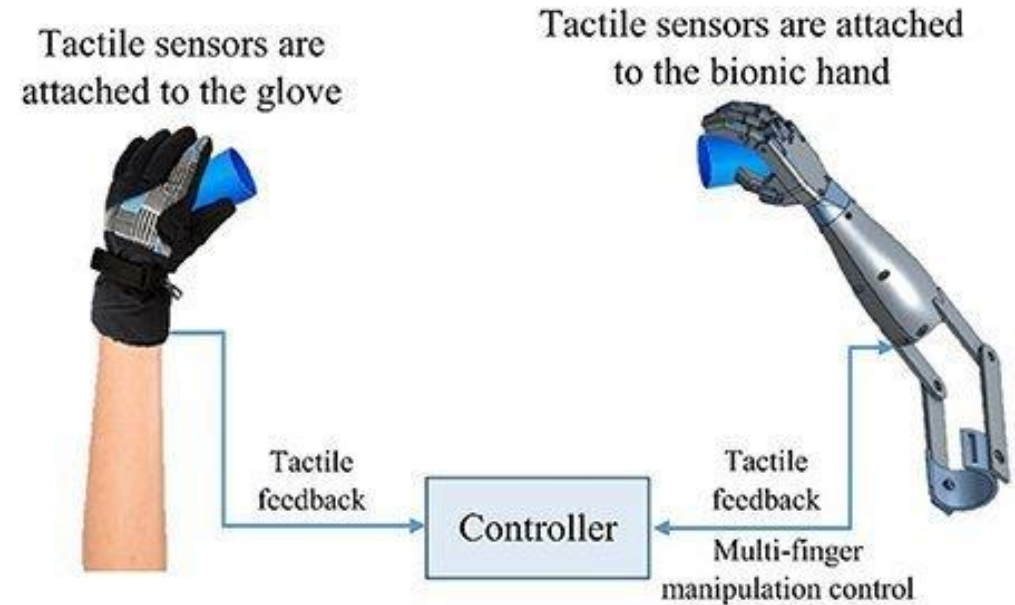 Tactile sensors are
attached to the glove
Tactile sensors are attached
to the bionic hand
Tactile
feedback
Controller
Tactile
feedback
Multi-finger
manipulation control